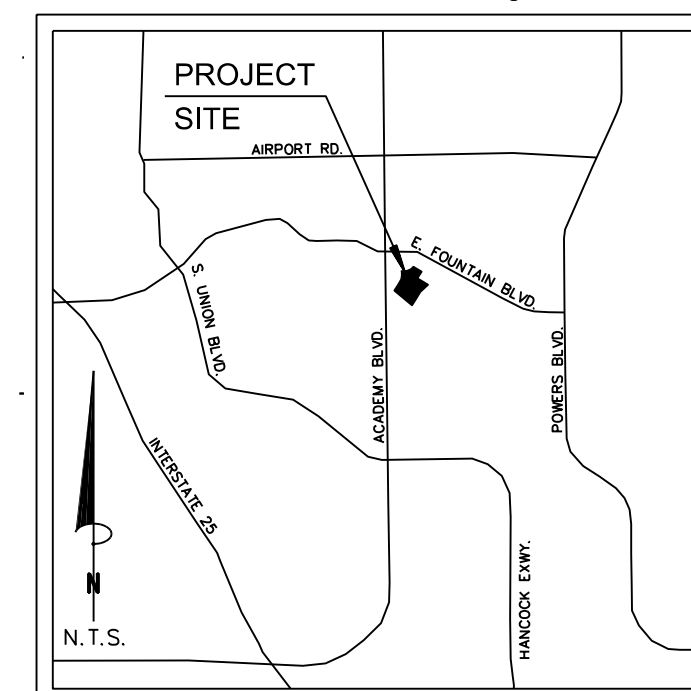 PROJECT
SITE
AIRPORT RD.
E. FOUNTAIN BLVD.
S. UNION BLVD.
ACADEMY BLVD.
POWERS BLVD.
INTERSTATE 25
HANCOCK EXWY.
N
N.T.S.